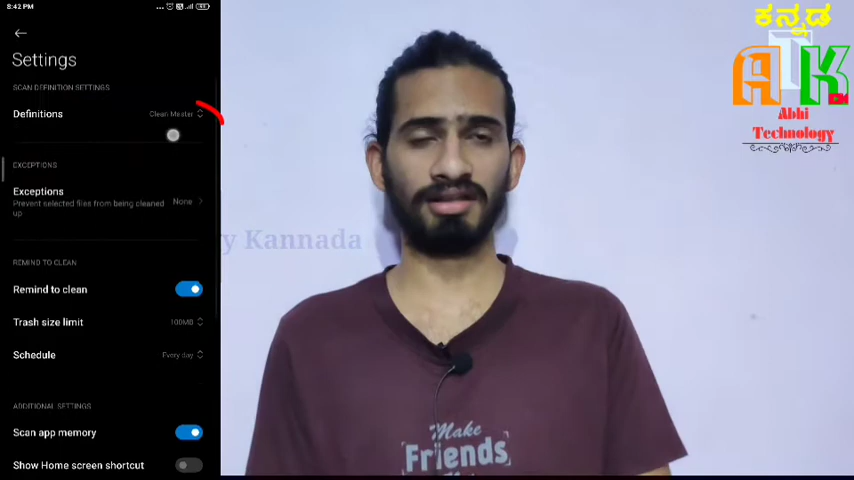 8:42 PM
Settings
SCAN DEFINITION SETTINGS
Definitions
Clean Master
EXCEPTIONS
Exceptions
Prevent selected files from being cleaned
up
None
REMIND TO CLEAN
Remind to clean
Trash size limit
100MB
Schedule
Every day
ADDITIONAL SETTINGS
Scan app memory
Show Home screen shortcut
y Kannada
Make
Friends
ಕನ್ನಡ
ATK
Abhi
Technology